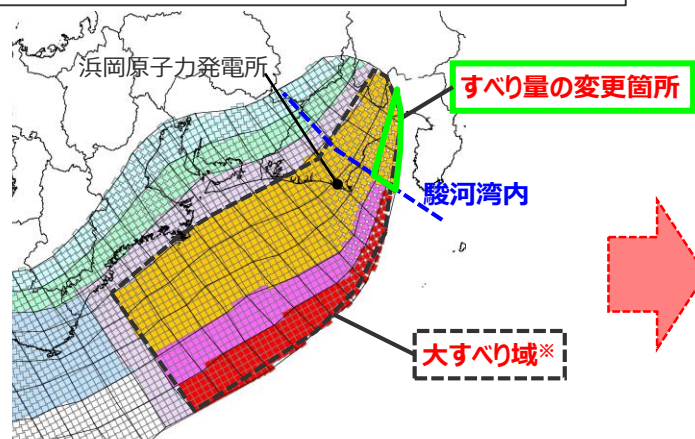 浜岡原子力発電所
すべり量の変更箇所
駿河湾内
大すべり域※